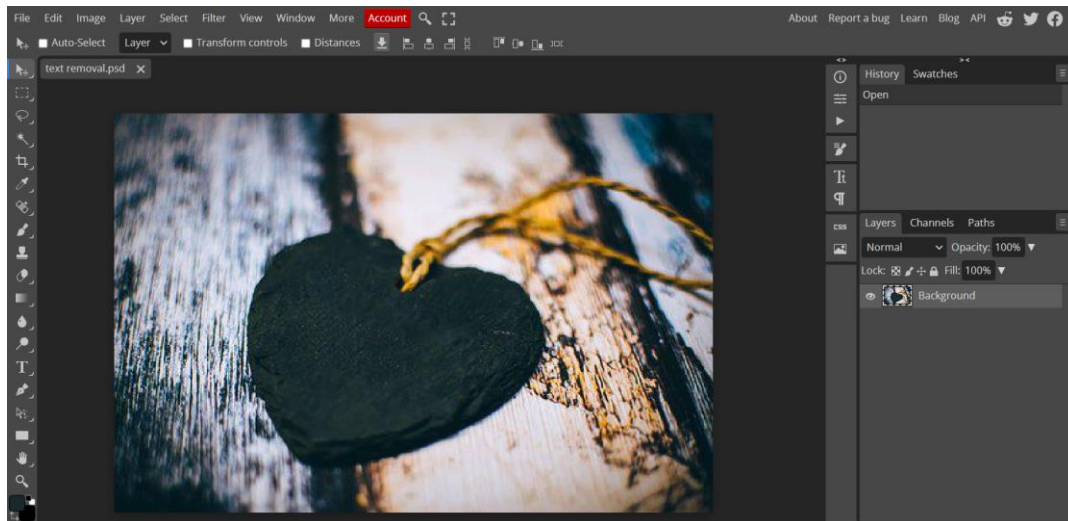 File Edit Image Layer Select Filter View Window More Account About Report a bug Learn Blog API
Auto-Select Layer Transform controls Distances
text removal.psd
History Swatches
Open
Tt
CSS
Layers Channels Paths
Normal Opacity: 100%
Lock: Fill: 100%
Background
T